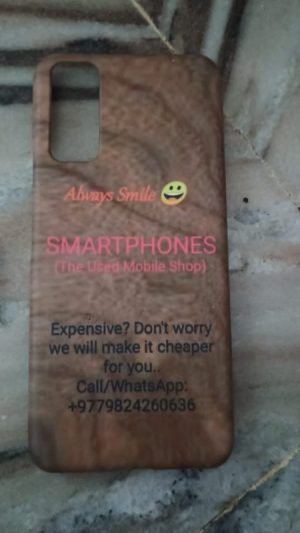 Always Smile 😀
SMARTPHONES
(The Used Mobile Shop)
Expensive? Don't worry
we will make it cheaper
for you..
Call/WhatsApp:
+9779824260636